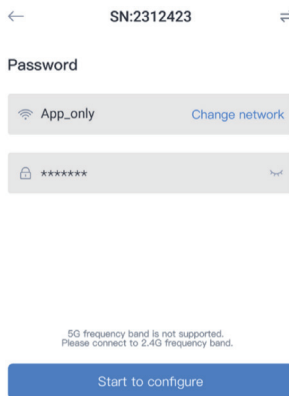 SN:2312423
Password
App_only Change network
*******
5G frequency band is not supported.
Please connect to 2.4G frequency band.
Start to configure